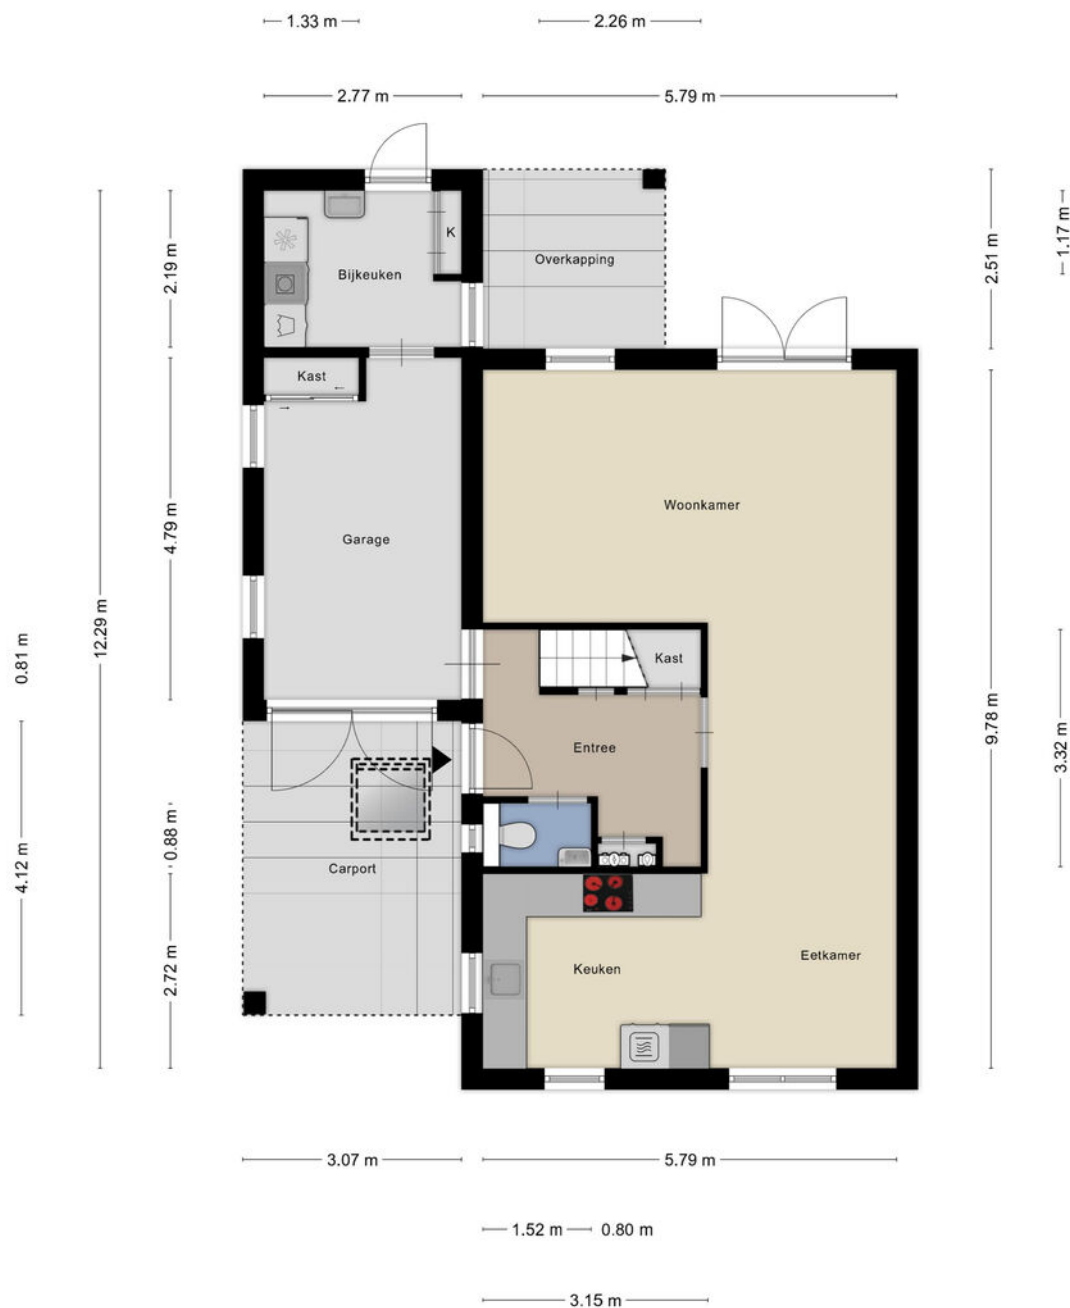 1.33 m
2.26 m
2.77 m
5.79 m
2.19 m
2.51 m
1.17 m
K
Overkapping
Bijkeuken
Kast
4.79 m
Woonkamer
Garage
12.29 m
0.81 m
Kast
9.78 m
3.32 m
Entree
0.88 m
4.12 m
Carport
2.72 m
Keuken
Eetkamer
3.07 m
5.79 m
1.52 m
0.80 m
3.15 m